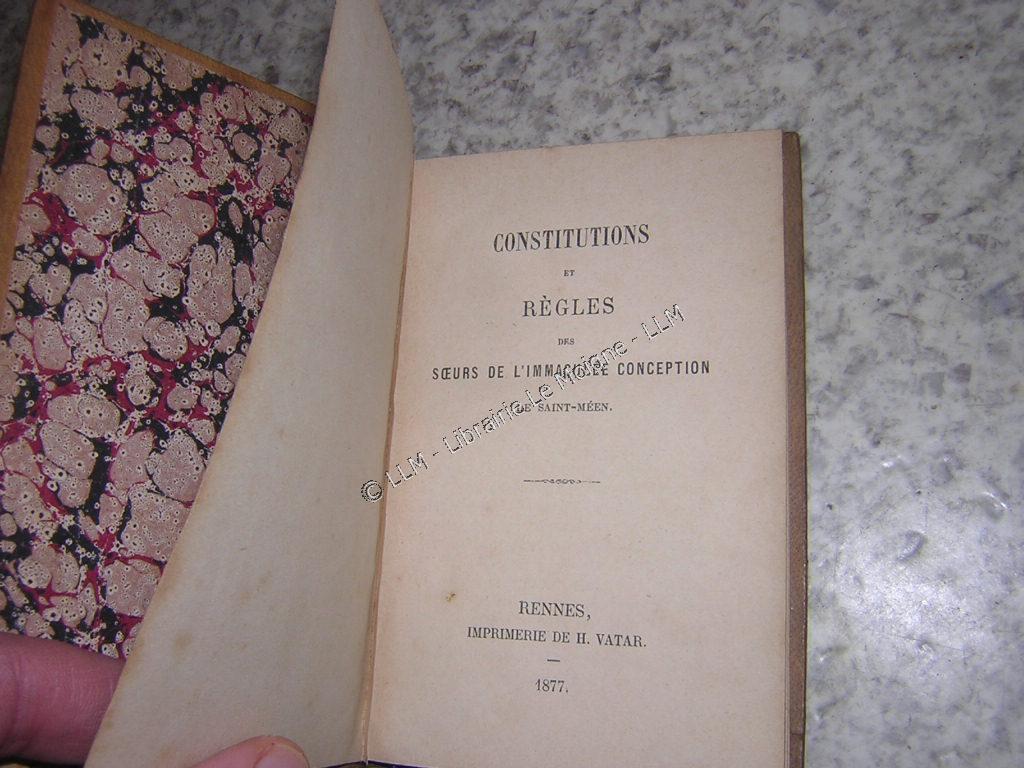 CONSTITUTIONS
ET
RÈGLES
DES
SŒURS DE L'IMMACULÉE CONCEPTION
DE SAINT-MÉEN.
RENNES,
IMPRIMERIE DE H. VATAR.
1877.
© LLM - Librairie Le Moigne - LLM